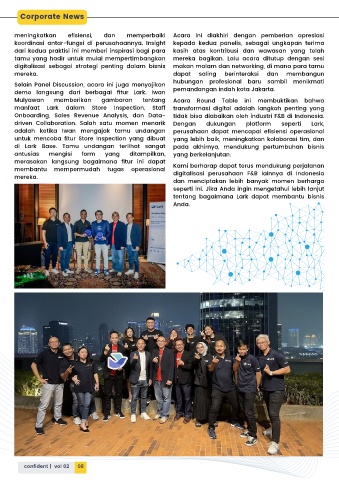 Corporate News
meningkatkan efisiensi, dan memperbaiki
koordinasi antar-fungsi di perusahaannya. Insight
dari kedua praktisi ini memberi inspirasi bagi para
tamu yang hadir untuk mulai mempertimbangkan
digitalisasi sebagai strategi penting dalam bisnis
mereka.
Selain Panel Discussion, acara ini juga menyajikan
demo langsung dari berbagai fitur Lark. Iwan
Mulyawan memberikan gambaran tentang
manfaat Lark dalam Store Inspection, Staff
Onboarding, Sales Revenue Analysis, dan Data-
driven Collaboration. Salah satu momen menarik
adalah ketika Iwan mengajak tamu undangan
untuk mencoba fitur Store Inspection yang dibuat
di Lark Base. Tamu undangan terlihat sangat
antusias mengisi form yang ditampilkan,
merasakan langsung bagaimana fitur ini dapat
membantu mempermudah tugas operasional
mereka.
Acara ini diakhiri dengan pemberian apresiasi
kepada kedua panelis, sebagai ungkapan terima
kasih atas kontribusi dan wawasan yang telah
mereka bagikan. Lalu acara ditutup dengan sesi
makan malam dan networking, di mana para tamu
dapat saling berinteraksi dan membangun
hubungan profesional baru sambil menikmati
pemandangan indah kota Jakarta.
Acara Round Table ini membuktikan bahwa
transformasi digital adalah langkah penting yang
tidak bisa diabaikan oleh industri F&B di Indonesia.
Dengan dukungan platform seperti Lark,
perusahaan dapat mencapai efisiensi operasional
yang lebih baik, meningkatkan kolaborasi tim, dan
pada akhirnya, mendukung pertumbuhan bisnis
yang berkelanjutan.
Kami berharap dapat terus mendukung perjalanan
digitalisasi perusahaan F&B lainnya di Indonesia
dan menciptakan lebih banyak momen berharga
seperti ini. Jika Anda ingin mengetahui lebih lanjut
tentang bagaimana Lark dapat membantu bisnis
Anda.
confident | vol 02 08